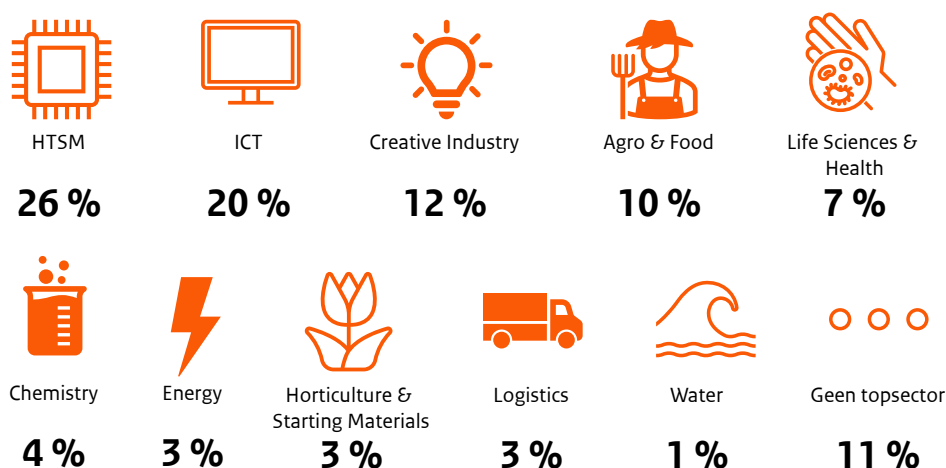 HTSM
26 %
ICT
20 %
Creative Industry
12 %
Agro & Food
10 %
Life Sciences &
Health
7 %
Chemistry
4 %
Energy
3 %
Horticulture &
Starting Materials
3 %
Logistics
3 %
Water
1 %
Geen topsector
11 %